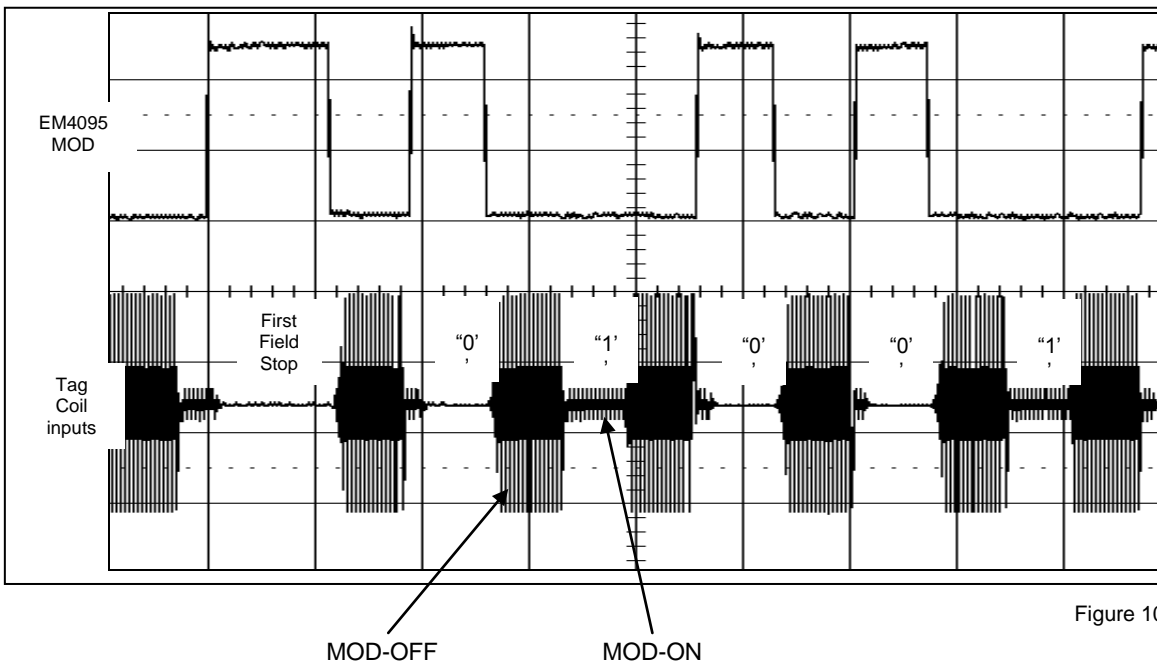 EM4095
MOD
First
Field
Stop
“0’
’
“1’
’
“0’
’
“0’
’
“1’
’
Tag
Coil
inputs
Figure 10
MOD-OFF
MOD-ON